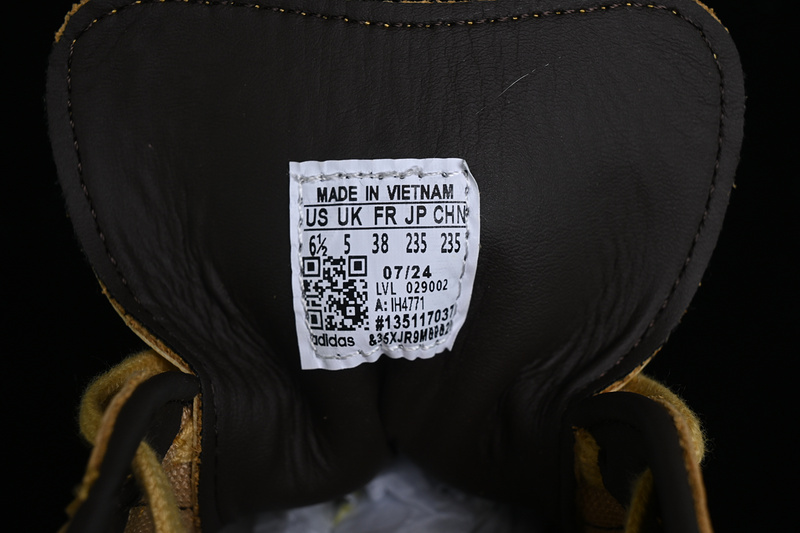 MADE IN VIETNAM
US UK FR JP CHN
6½ 5 38 235 235
07/24
LVL 029002
A: IH4771
#135117037
adidas